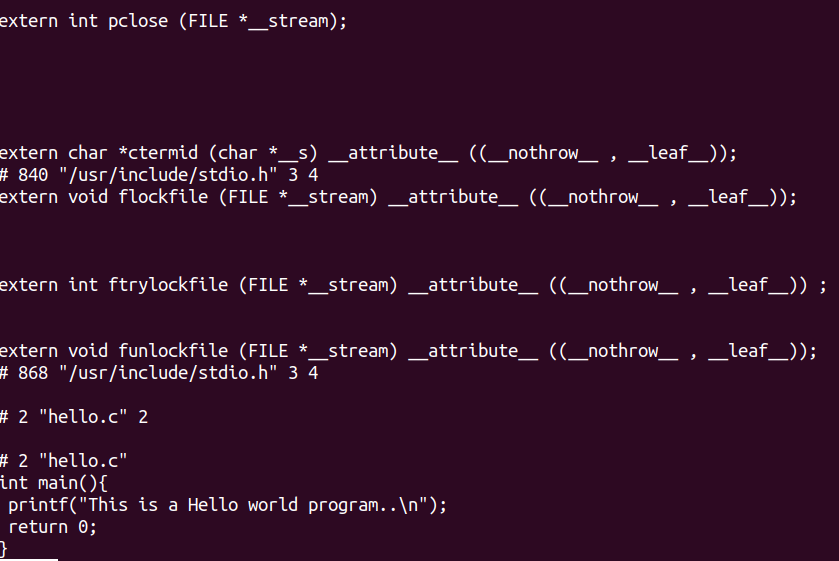 extern int pclose (FILE *__stream);
extern char *ctermid (char *__s) __attribute__ ((__nothrow__ , __leaf__));
# 840 "/usr/include/stdio.h" 3 4
extern void flockfile (FILE *__stream) __attribute__ ((__nothrow__ , __leaf__));
extern int ftrylockfile (FILE *__stream) __attribute__ ((__nothrow__ , __leaf__)) ;
extern void funlockfile (FILE *__stream) __attribute__ ((__nothrow__ , __leaf__));
# 868 "/usr/include/stdio.h" 3 4
# 2 "hello.c" 2
# 2 "hello.c"
int main(){
 printf("This is a Hello world program..\n");
 return 0;
}